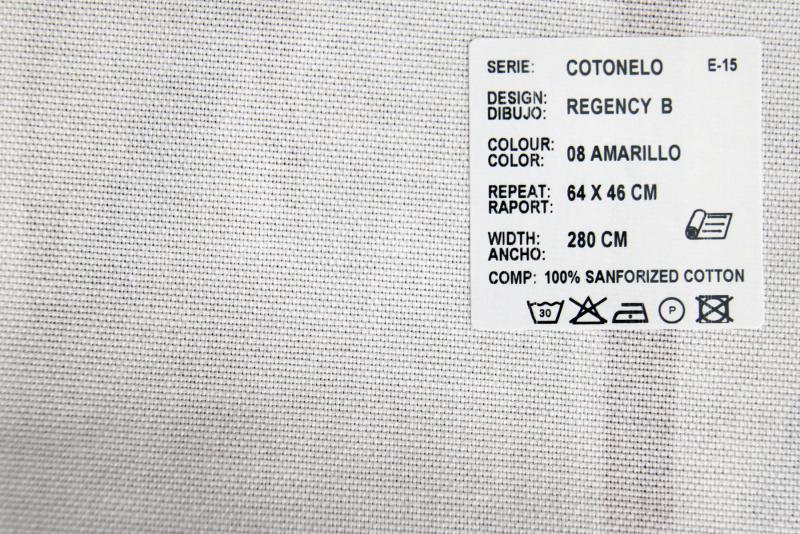 SERIE: COTONELO E-15
DESIGN:
DIBUJO: REGENCY B
COLOUR:
COLOR: 08 AMARILLO
REPEAT: 64 X 46 CM
RAPORT:
WIDTH: 280 CM
ANCHO:
COMP: 100% SANFORIZED COTTON
30 P